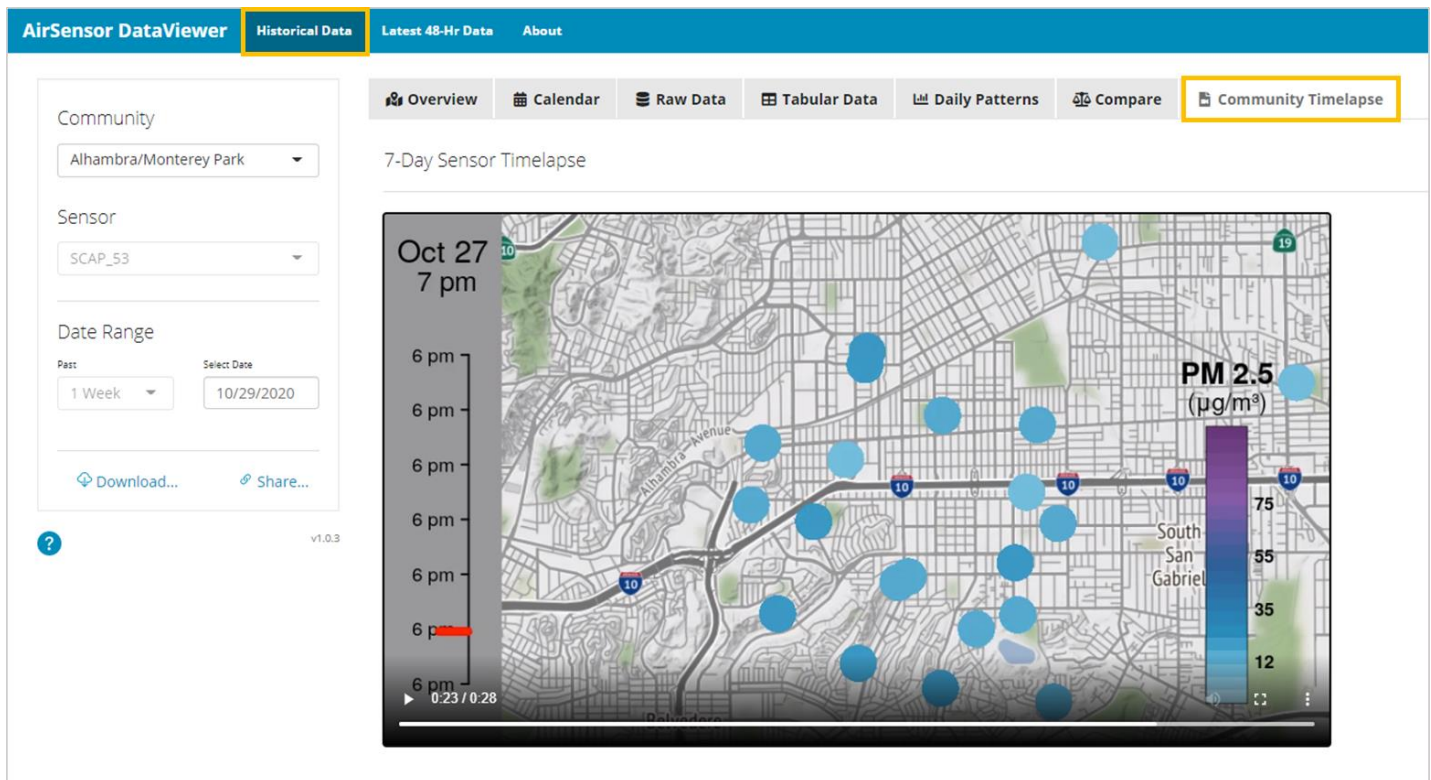 AirSensor DataViewer
Historical Data
Latest 48-Hr Data
About
Community
Alhambra/Monterey Park
Sensor
SCAP_53
Date Range
Past
Select Date
1 Week
10/29/2020
Download...
Share...
?
v1.0.3
Overview
Calendar
Raw Data
Tabular Data
Daily Patterns
Compare
Community Timelapse
7-Day Sensor Timelapse
Oct 27
7 pm
6 pm
6 pm
6 pm
6 pm
6 pm
6 pm
6 pm
0:23 / 0:28
10
19
Alhambra Avenue
10
10
10
10
10
South
San
Gabriel
Belvedere
PM 2.5
(µg/m³)
75
55
35
12